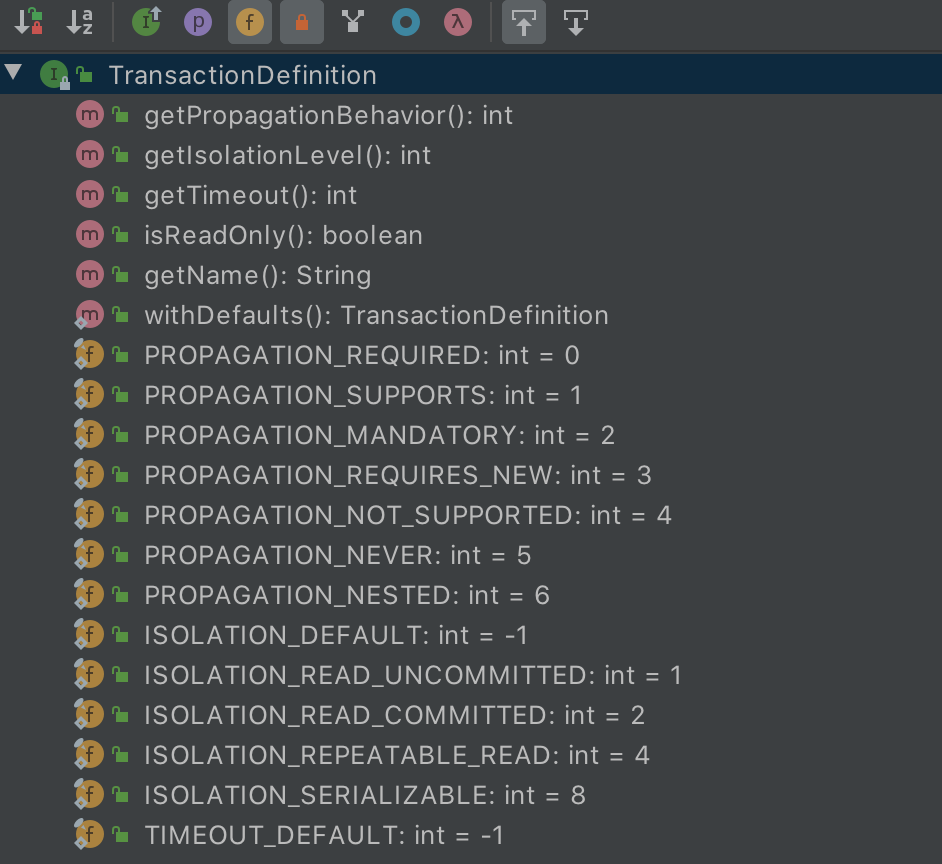 a
z
I
p
f
λ
I TransactionDefinition
m getPropagationBehavior(): int
m getIsolationLevel(): int
m getTimeout(): int
m isReadOnly(): boolean
m getName(): String
m withDefaults(): TransactionDefinition
f PROPAGATION_REQUIRED: int = 0
f PROPAGATION_SUPPORTS: int = 1
f PROPAGATION_MANDATORY: int = 2
f PROPAGATION_REQUIRES_NEW: int = 3
f PROPAGATION_NOT_SUPPORTED: int = 4
f PROPAGATION_NEVER: int = 5
f PROPAGATION_NESTED: int = 6
f ISOLATION_DEFAULT: int = -1
f ISOLATION_READ_UNCOMMITTED: int = 1
f ISOLATION_READ_COMMITTED: int = 2
f ISOLATION_REPEATABLE_READ: int = 4
f ISOLATION_SERIALIZABLE: int = 8
f TIMEOUT_DEFAULT: int = -1